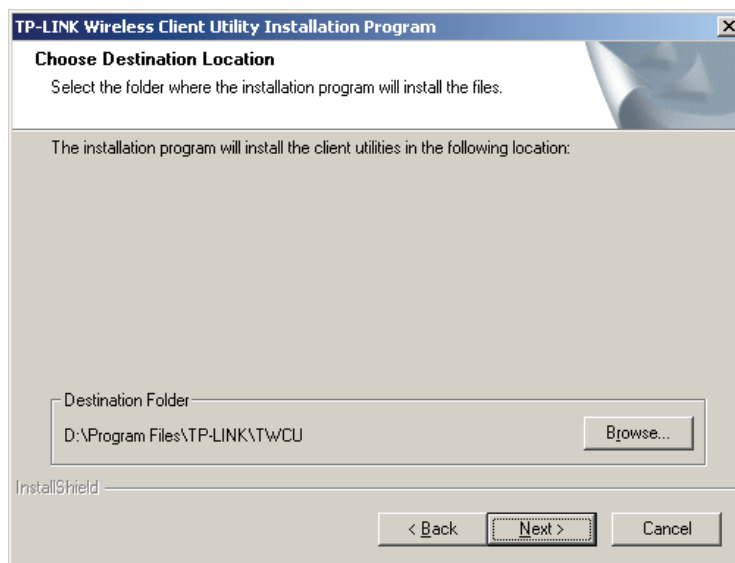 TP-LINK Wireless Client Utility Installation Program
Choose Destination Location
Select the folder where the installation program will install the files.
The installation program will install the client utilities in the following location:
Destination Folder
D:\Program Files\TP-LINK\TWCU
Browse...
InstallShield
< Back
Next >
Cancel